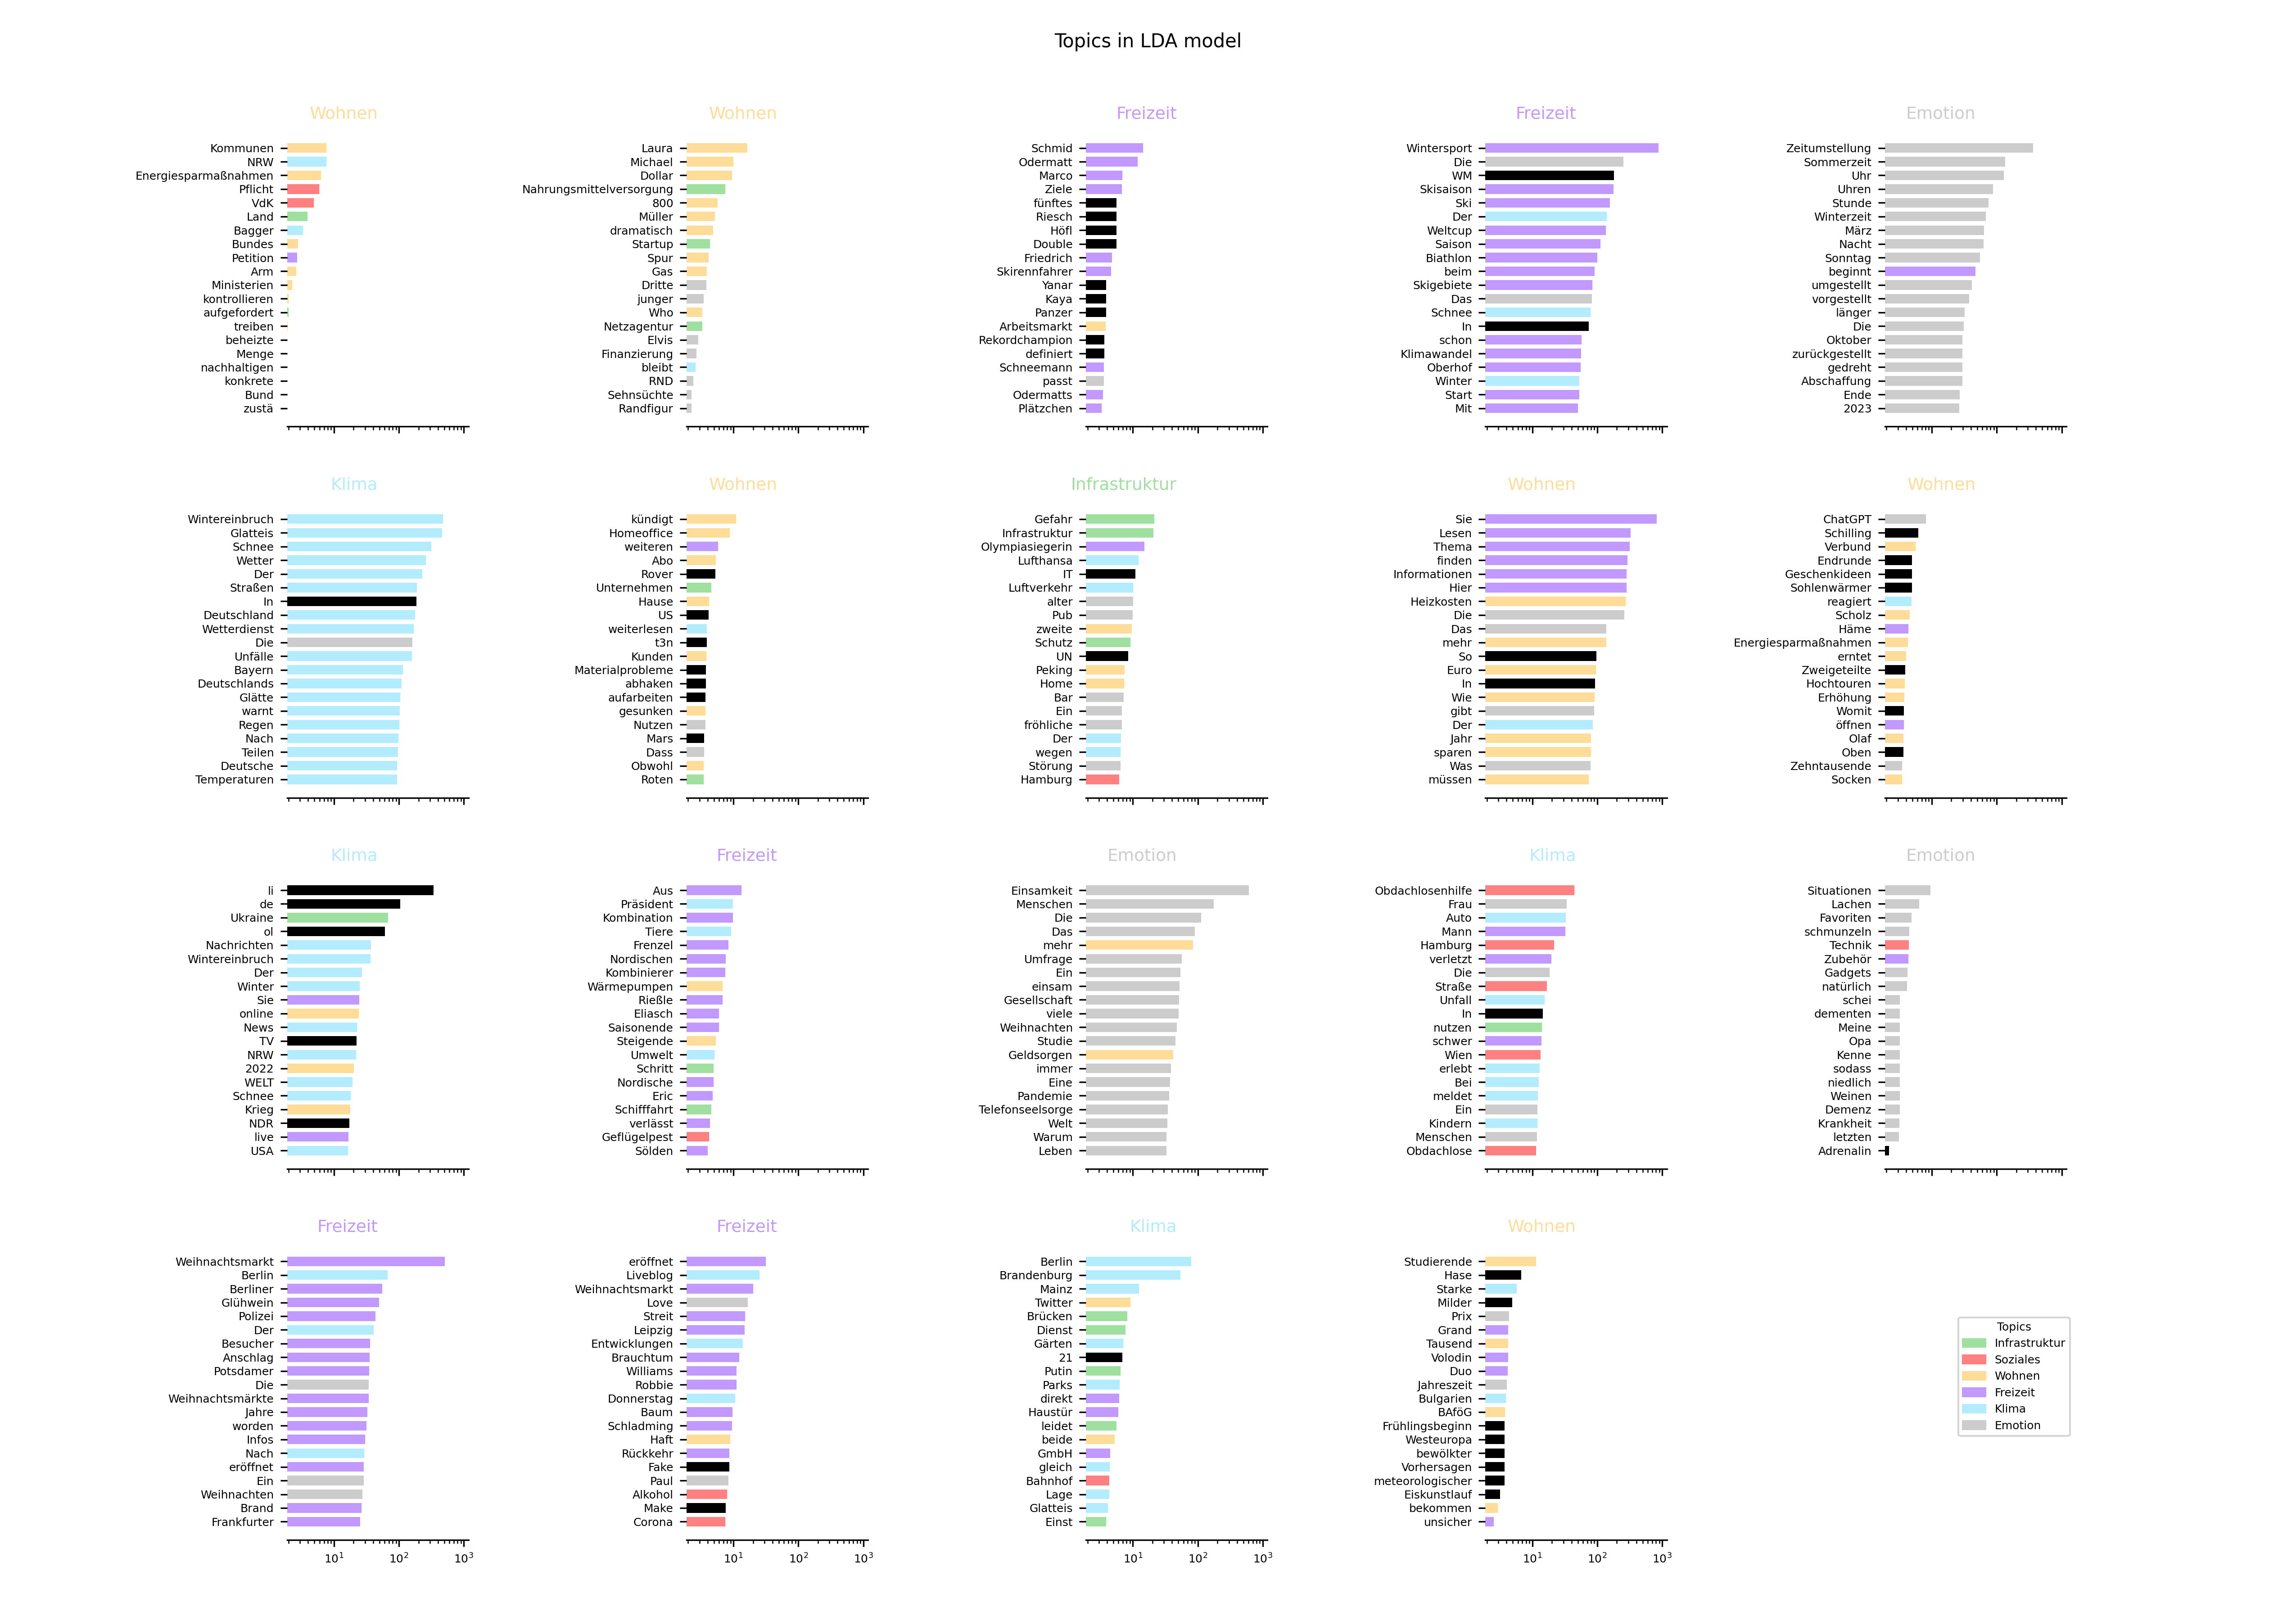 Topics in LDA model
Wohnen
Kommunen
NRW
Energiesparmaßnahmen
Pflicht
VdK
Land
Bagger
Bundes
Petition
Arm
Ministerien
kontrollieren
aufgefordert
treiben
beheizte
Menge
nachhaltigen
konkrete
Bund
zustä
Wohnen
Laura
Michael
Dollar
Nahrungsmittelversorgung
800
Müller
dramatisch
Startup
Spur
Gas
Dritte
junger
Who
Netzagentur
Elvis
Finanzierung
bleibt
RND
Sehnsüchte
Randfigur
Freizeit
Schmid
Odermatt
Marco
Ziele
fünftes
Riesch
Höfl
Double
Friedrich
Skirennfahrer
Yanar
Kaya
Panzer
Arbeitsmarkt
Rekordchampion
definiert
Schneemann
passt
Odermatts
Plätzchen
Freizeit
Wintersport
Die
WM
Skisaison
Ski
Der
Weltcup
Saison
Biathlon
beim
Skigebiete
Das
Schnee
In
schon
Klimawandel
Oberhof
Winter
Start
Mit
Emotion
Zeitumstellung
Sommerzeit
Uhr
Uhren
Stunde
Winterzeit
März
Nacht
Sonntag
beginnt
umgestellt
vorgestellt
länger
Die
Oktober
zurückgestellt
gedreht
Abschaffung
Ende
2023
Klima
Wintereinbruch
Glatteis
Schnee
Wetter
Der
Straßen
In
Deutschland
Wetterdienst
Die
Unfälle
Bayern
Deutschlands
Glätte
warnt
Regen
Nach
Teilen
Deutsche
Temperaturen
Wohnen
kündigt
Homeoffice
weiteren
Abo
Rover
Unternehmen
Hause
US
weiterlesen
t3n
Kunden
Materialprobleme
abhaken
aufarbeiten
gesunken
Nutzen
Mars
Dass
Obwohl
Roten
Infrastruktur
Gefahr
Infrastruktur
Olympiasiegerin
Lufthansa
IT
Luftverkehr
alter
Pub
zweite
Schutz
UN
Peking
Home
Bar
Ein
fröhliche
Der
wegen
Störung
Hamburg
Wohnen
Sie
Lesen
Thema
finden
Informationen
Hier
Heizkosten
Die
Das
mehr
So
Euro
In
Wie
gibt
Der
Jahr
sparen
Was
müssen
Wohnen
ChatGPT
Schilling
Verbund
Endrunde
Geschenkideen
Sohlenwärmer
reagiert
Scholz
Häme
Energiesparmaßnahmen
erntet
Zweigeteilte
Hochtouren
Erhöhung
Womit
öffnen
Olaf
Oben
Zehntausende
Socken
Klima
li
de
Ukraine
ol
Nachrichten
Wintereinbruch
Der
Winter
Sie
online
News
TV
NRW
2022
WELT
Schnee
Krieg
NDR
live
USA
Freizeit
Aus
Präsident
Kombination
Tiere
Frenzel
Nordischen
Kombinierer
Wärmepumpen
Rießle
Eliasch
Saisonende
Steigende
Umwelt
Schritt
Nordische
Eric
Schifffahrt
verlässt
Geflügelpest
Sölden
Emotion
Einsamkeit
Menschen
Die
Das
mehr
Umfrage
Ein
einsam
Gesellschaft
viele
Weihnachten
Studie
Geldsorgen
immer
Eine
Pandemie
Telefonseelsorge
Welt
Warum
Leben
Klima
Obdachlosenhilfe
Frau
Auto
Mann
Hamburg
verletzt
Die
Straße
Unfall
In
nutzen
schwer
Wien
erlebt
Bei
meldet
Ein
Kindern
Menschen
Obdachlose
Emotion
Situationen
Lachen
Favoriten
schmunzeln
Technik
Zubehör
Gadgets
natürlich
schei
dementen
Meine
Opa
Kenne
sodass
niedlich
Weinen
Demenz
Krankheit
letzten
Adrenalin
Freizeit
Weihnachtsmarkt
Berlin
Berliner
Glühwein
Polizei
Der
Besucher
Anschlag
Potsdamer
Die
Weihnachtsmärkte
Jahre
worden
Infos
Nach
eröffnet
Ein
Weihnachten
Brand
Frankfurter
10¹ 10² 10³
Freizeit
eröffnet
Liveblog
Weihnachtsmarkt
Love
Streit
Leipzig
Entwicklungen
Brauchtum
Williams
Robbie
Donnerstag
Baum
Schladming
Haft
Rückkehr
Fake
Paul
Alkohol
Make
Corona
10¹ 10² 10³
Klima
Berlin
Brandenburg
Mainz
Twitter
Brücken
Dienst
Gärten
21
Putin
Parks
direkt
Haustür
leidet
beide
GmbH
gleich
Bahnhof
Lage
Glatteis
Einst
10¹ 10² 10³
Wohnen
Studierende
Hase
Starke
Milder
Prix
Grand
Tausend
Volodin
Duo
Jahreszeit
Bulgarien
BAföG
Frühlingsbeginn
Westeuropa
bewölkter
Vorhersagen
meteorologischer
Eiskunstlauf
bekommen
unsicher
10¹ 10² 10³
Topics
Infrastruktur
Soziales
Wohnen
Freizeit
Klima
Emotion